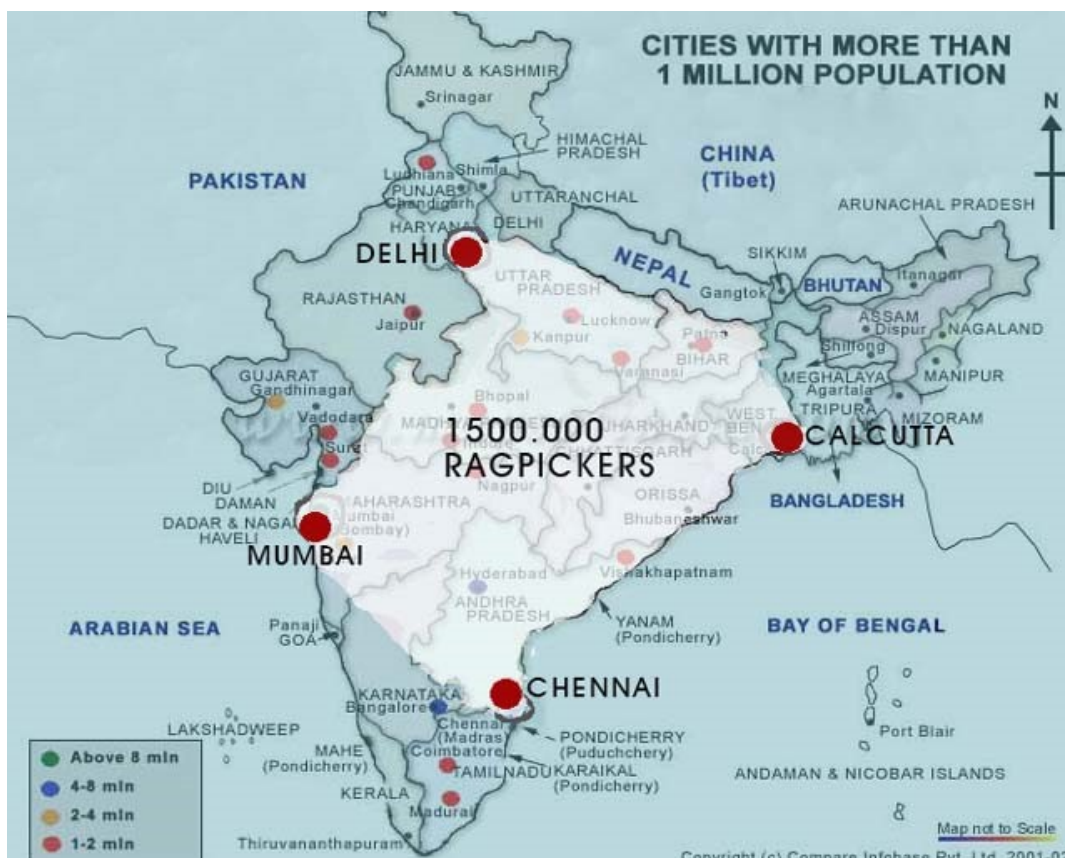 CITIES WITH MORE THAN
1 MILLION POPULATION
N
JAMMU & KASHMIR
Srinagar
HIMACHAL
PRADESH
CHINA
(Tibet)
PAKISTAN
Ludhiana
Shimla
PUNJAB
Chandigarh
UTTARANCHAL
ARUNACHAL PRADESH
HARYANA
DELHI
DELHI
NEPAL
SIKKIM
BHUTAN
Itanagar
UTTAR
PRADESH
Gangtok
RAJASTHAN
Jaipur
Lucknow
Kanpur
Patna
BIHAR
Varanasi
ASSAM
Dispur
NAGALAND
Shillong
MEGHALAYA
MANIPUR
Agartala
TRIPURA
MIZORAM
GUJARAT
Gandhinagar
Vadodara
Surat
Bhopal
1500.000
RAGPICKERS
JHARKHAND
WEST
CALCUTTA
CHHATTISGARH
Nagpur
ORISSA
Bhubaneshwar
BANGLADESH
DIU
DAMAN
DADAR & NAGAR
HAVELI
MAHARASHTRA
Mumbai
(Bombay)
MUMBAI
Vishakhapatnam
Hyderabad
ANDHRA
PRADESH
YANAM
(Pondicherry)
ARABIAN SEA
BAY OF BENGAL
Panaji
GOA
CHENNAI
KARNATAKA
Bangalore
Chennai
(Madras)
PONDICHERRY
(Puduchchery)
LAKSHADWEEP
MAHE
(Pondicherry)
Coimbatore
TAMILNADU
KARAIKAL
(Pondicherry)
Port Blair
ANDAMAN & NICOBAR ISLANDS
KERALA
Madurai
Thiruvananthapuram
Above 8 mln
4-8 mln
2-4 mln
1-2 mln
Map not to Scale